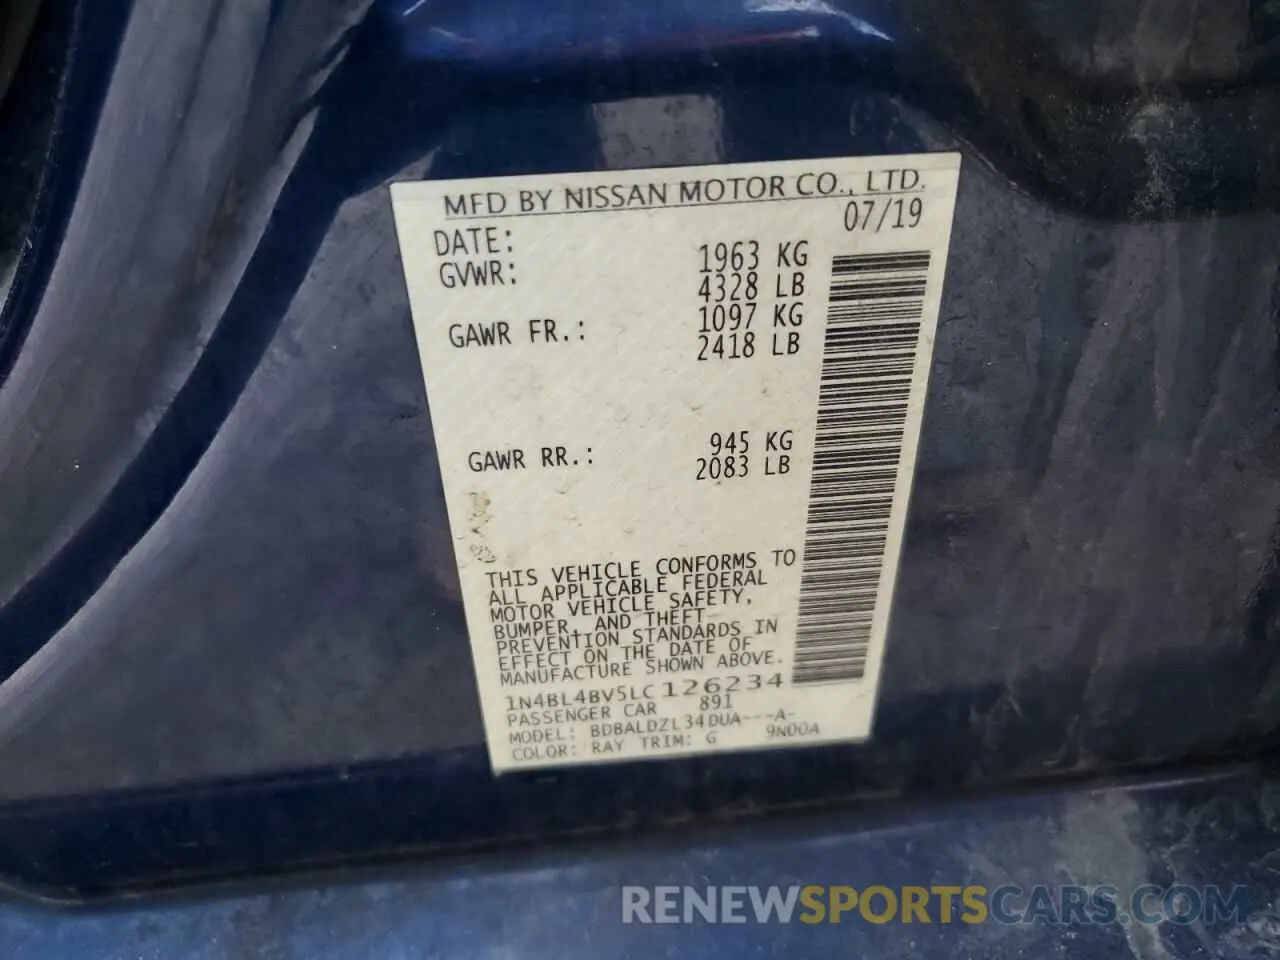 MFD BY NISSAN MOTOR CO., LTD.
DATE: 07/19
GVWR: 1963 KG
4328 LB
GAWR FR.: 1097 KG
2418 LB
GAWR RR.: 945 KG
2083 LB
THIS VEHICLE CONFORMS TO
ALL APPLICABLE FEDERAL
MOTOR VEHICLE SAFETY,
BUMPER, AND THEFT
PREVENTION STANDARDS IN
EFFECT ON THE DATE OF
MANUFACTURE SHOWN ABOVE.
1N4BL4BV5LC126234
PASSENGER CAR 891
MODEL: BDBALDZL34DUA---A-
COLOR: RAY TRIM: G 9N00A
RENEWSPORTSCARS.COM